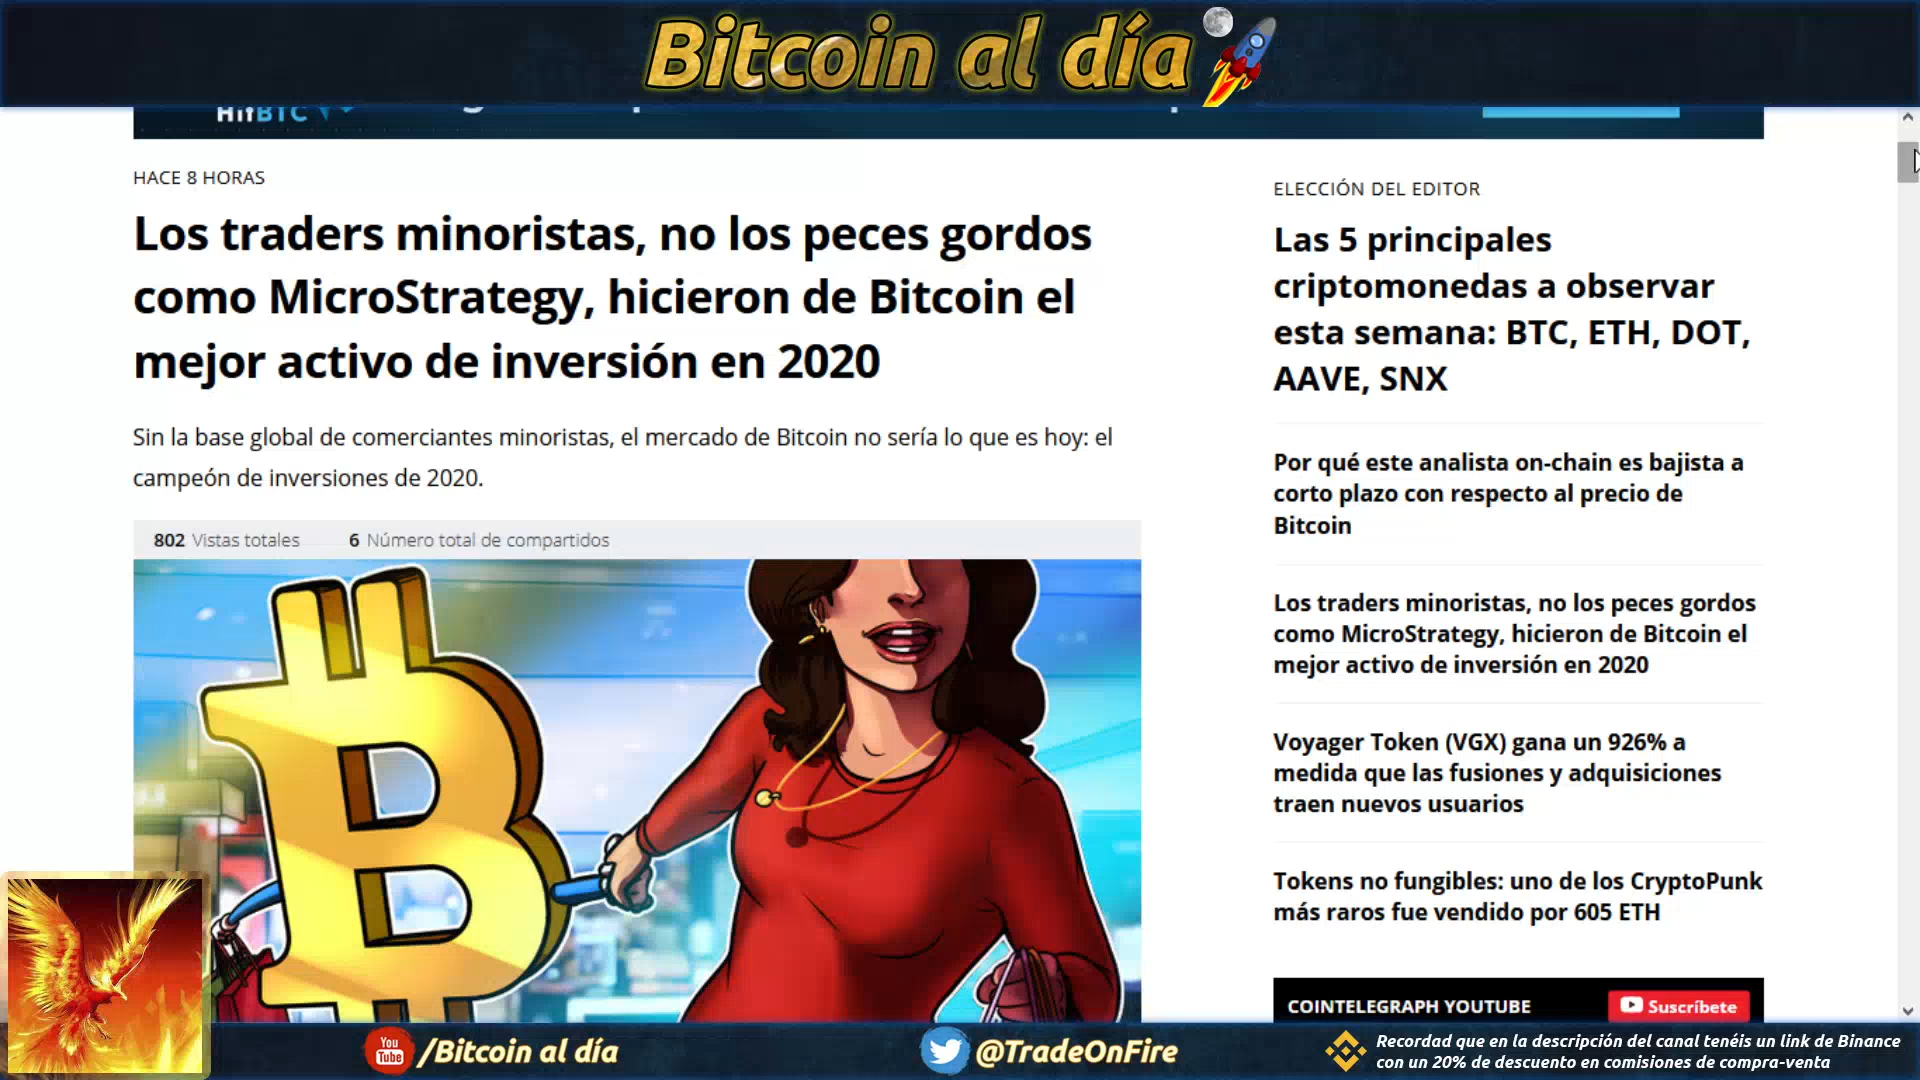 Bitcoin al día
HitBTC
HACE 8 HORAS
Los traders minoristas, no los peces gordos
como MicroStrategy, hicieron de Bitcoin el
mejor activo de inversión en 2020
Sin la base global de comerciantes minoristas, el mercado de Bitcoin no sería lo que es hoy: el
campeón de inversiones de 2020.
802 Vistas totales 6 Número total de compartidos
ELECCIÓN DEL EDITOR
Las 5 principales
criptomonedas a observar
esta semana: BTC, ETH, DOT,
AAVE, SNX
Por qué este analista on-chain es bajista a
corto plazo con respecto al precio de
Bitcoin
Los traders minoristas, no los peces gordos
como MicroStrategy, hicieron de Bitcoin el
mejor activo de inversión en 2020
Voyager Token (VGX) gana un 926% a
medida que las fusiones y adquisiciones
traen nuevos usuarios
Tokens no fungibles: uno de los CryptoPunk
más raros fue vendido por 605 ETH
COINTELEGRAPH YOUTUBE Suscríbete
You
Tube /Bitcoin al día
@TradeOnFire
Recordad que en la descripción del canal tenéis un link de Binance
con un 20% de descuento en comisiones de compra-venta